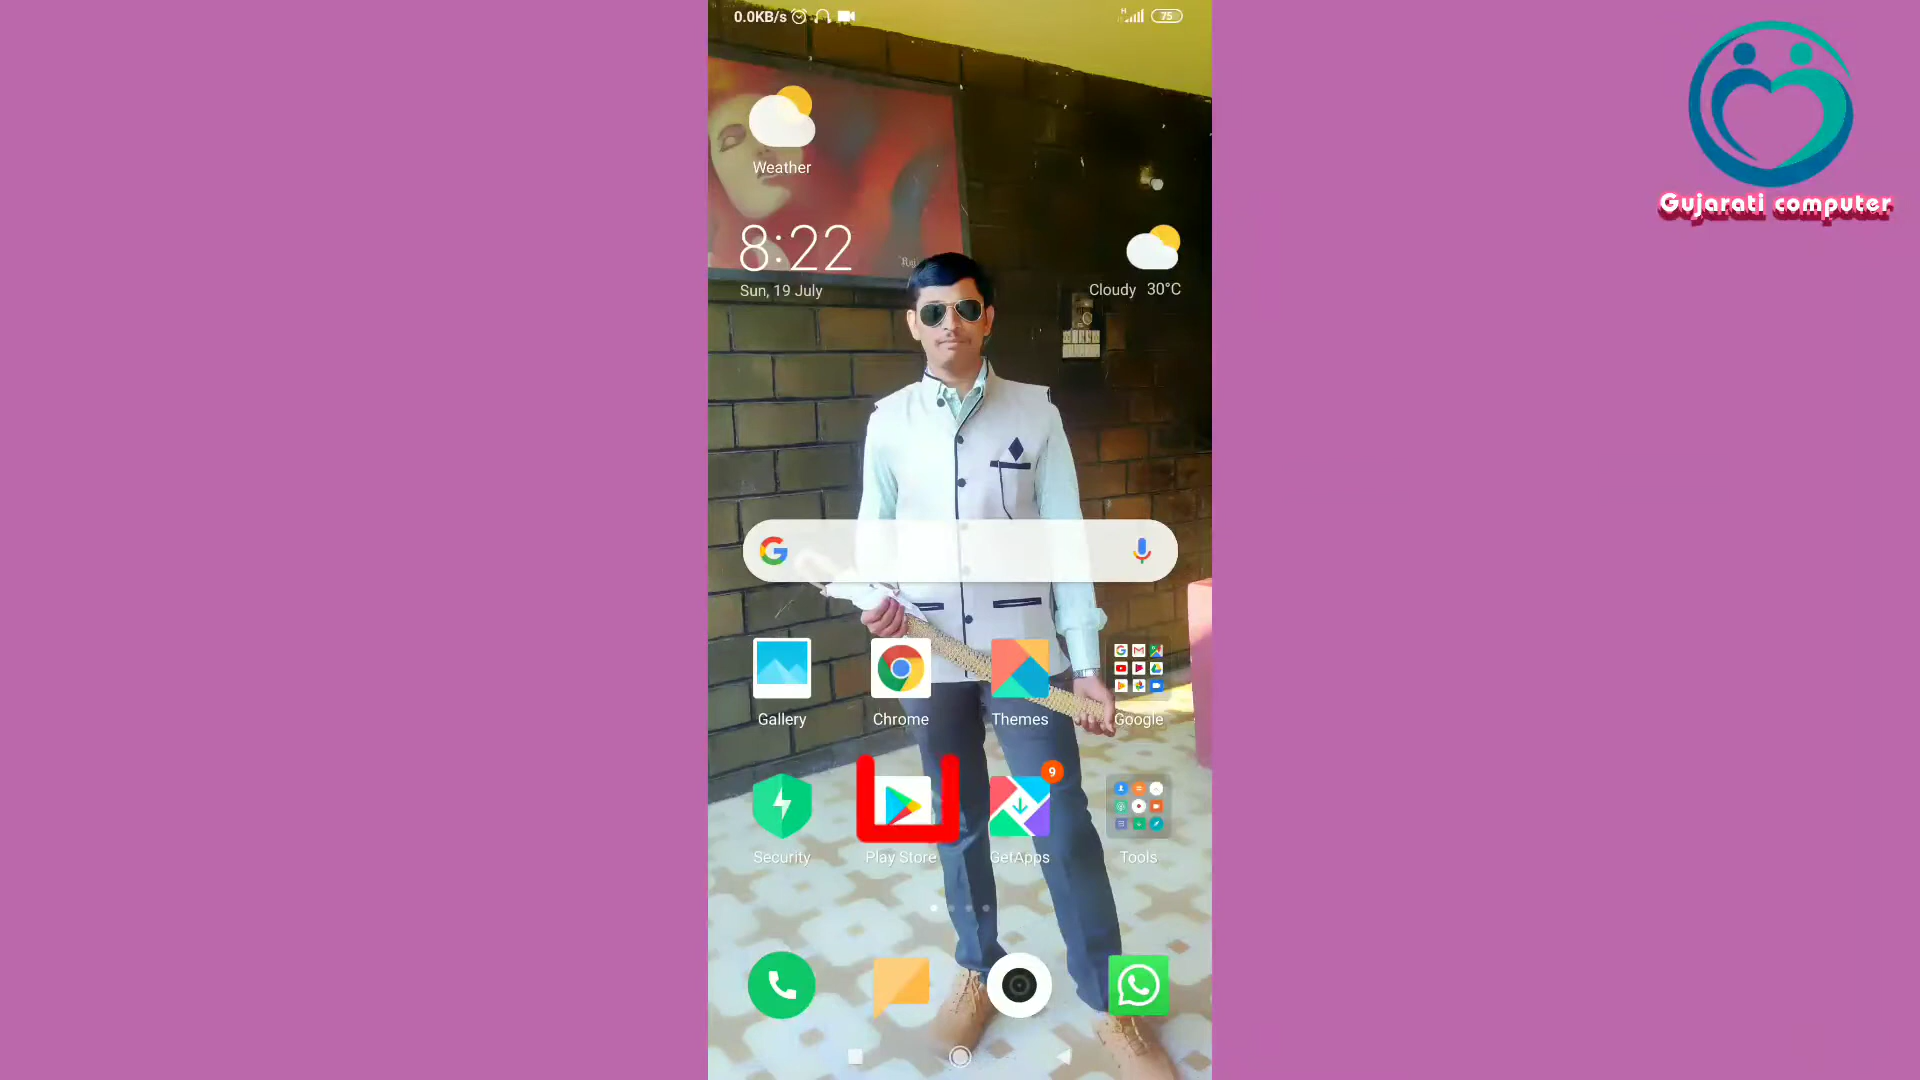 0.0KB/s
H
75
Gujarati computer
Weather
8:22
Sun, 19 July
Cloudy 30°C
Gallery
Chrome
Themes
Google
9
Security
Play Store
GetApps
Tools